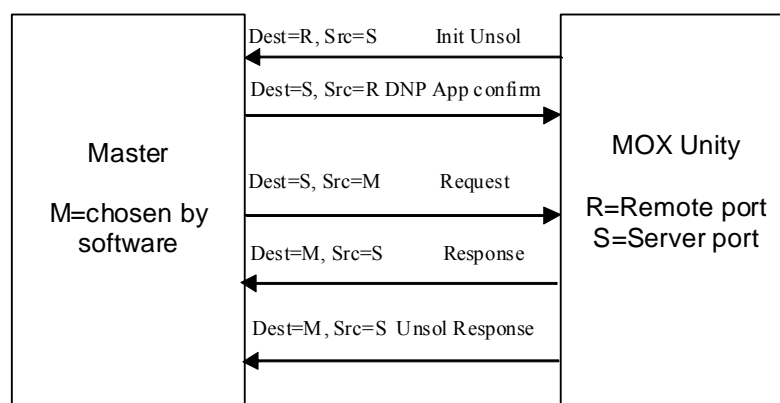 Dest=R, Src=S Init Unsol
Dest=S, Src=R DNP App confirm
Master
M=chosen by
software
Dest=S, Src=M Request
Dest=M, Src=S Response
Dest=M, Src=S Unsol Response
MOX Unity
R=Remote port
S=Server port